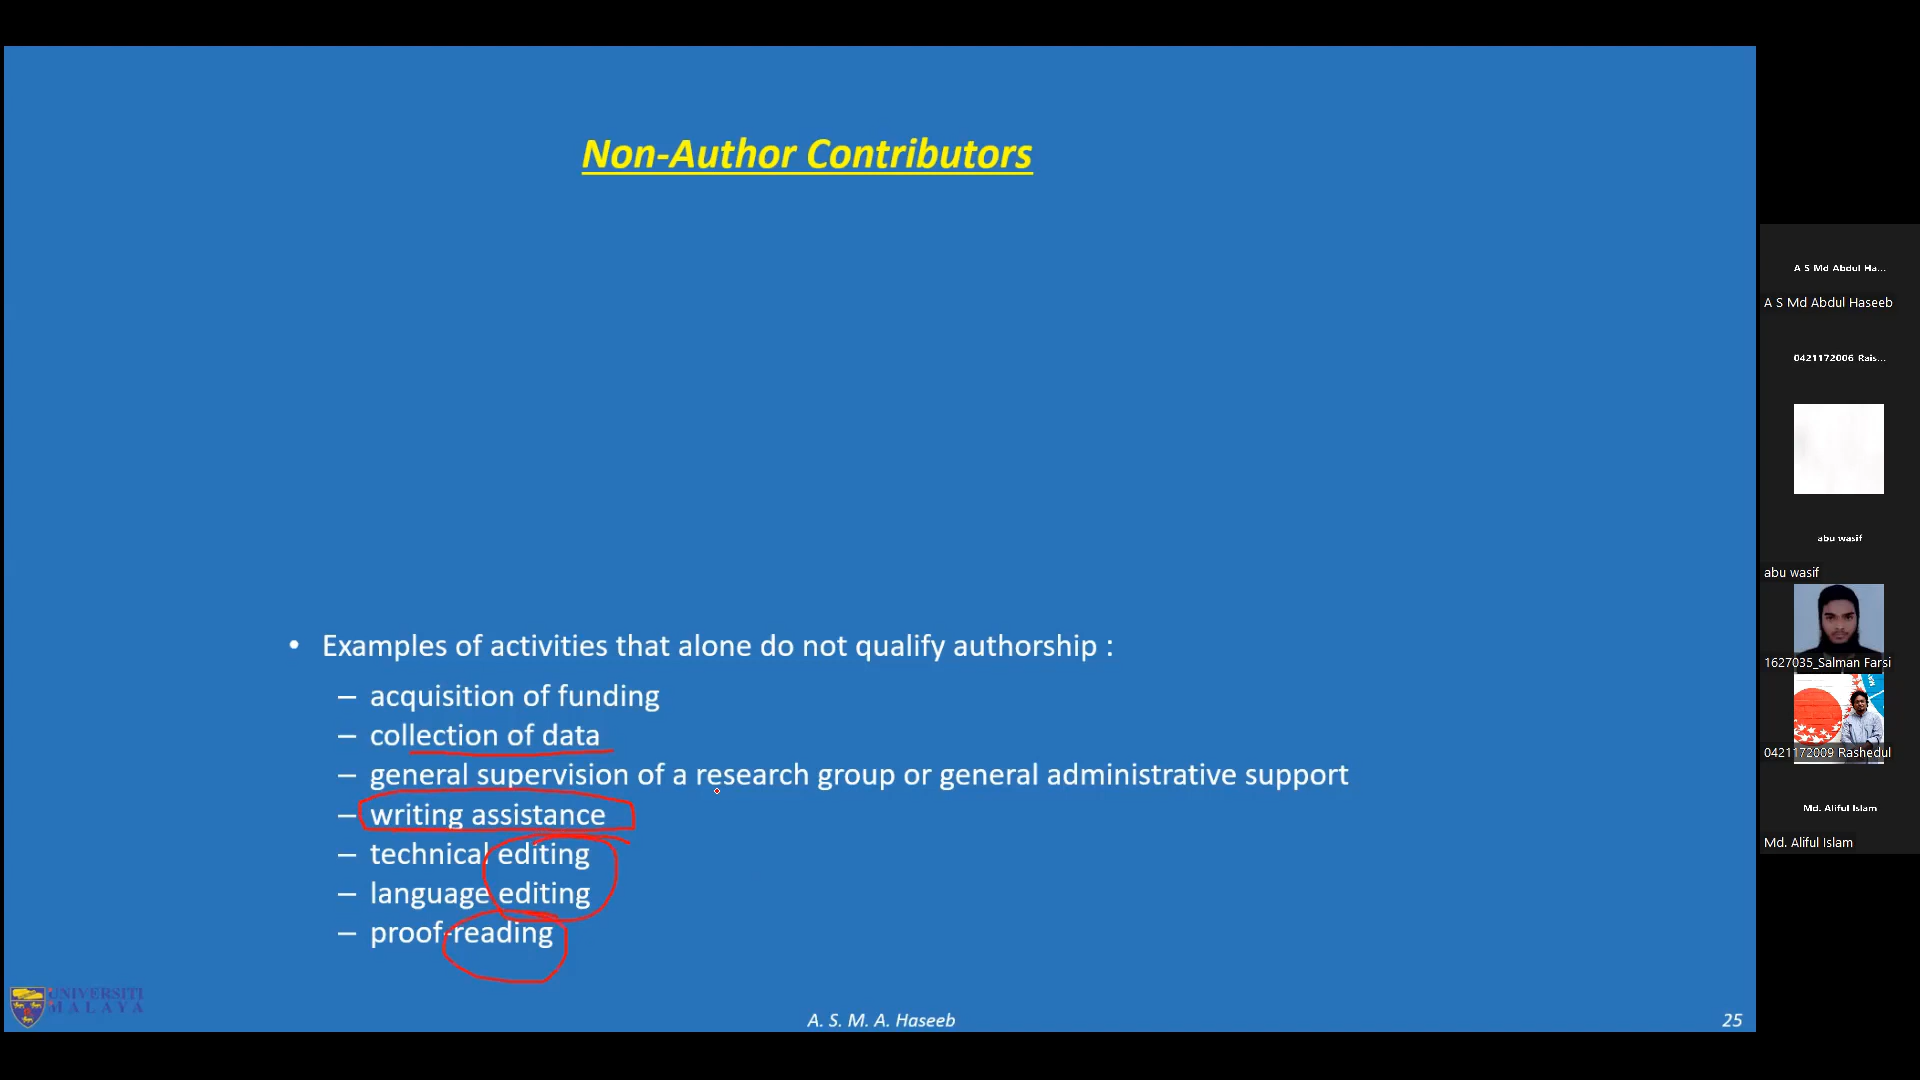 Non-Author Contributors
• Examples of activities that alone do not qualify authorship :
– acquisition of funding
– collection of data
– general supervision of a research group or general administrative support
– writing assistance
– technical editing
– language editing
– proof-reading
UNIVERSITI
MALAYA
A. S. M. A. Haseeb
25
A S Md Abdul Ha...
A S Md Abdul Haseeb
0421172006 Rais...
abu wasif
abu wasif
1627035_Salman Farsi
0421172009 Rashedul
Md. Aliful Islam
Md. Aliful Islam